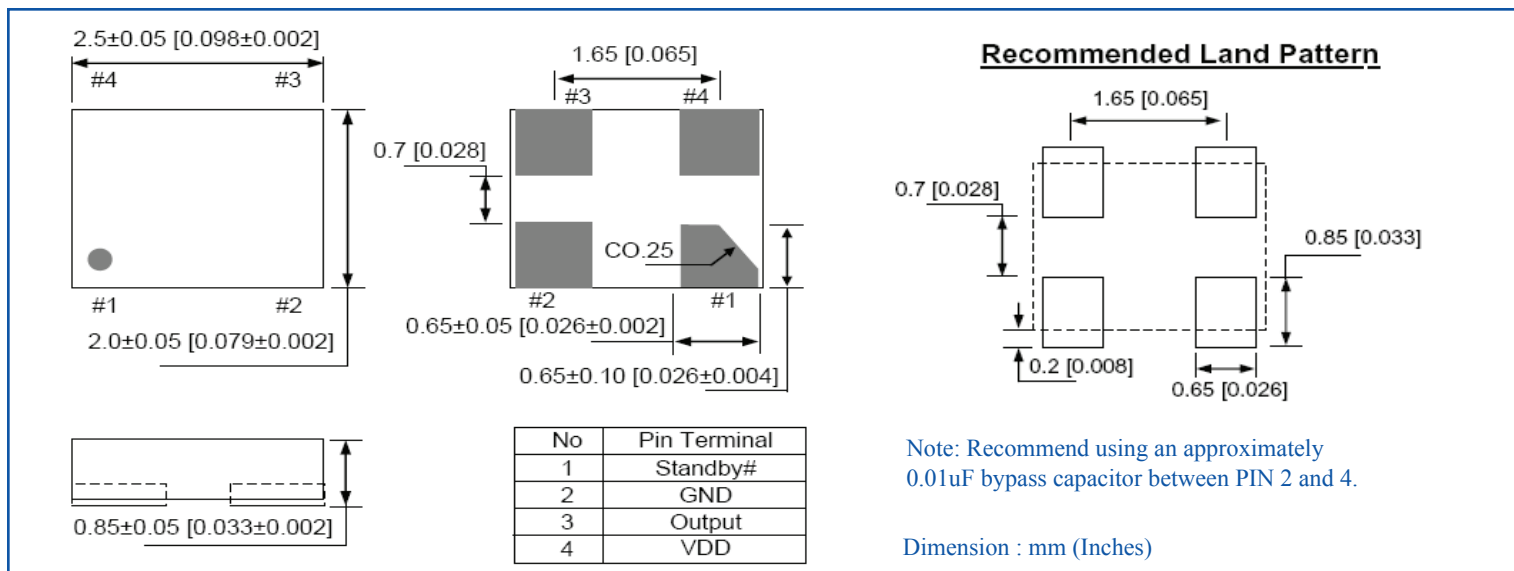 2.5±0.05 [0.098±0.002]
#4 #3
#1 #2
2.0±0.05 [0.079±0.002]
0.85±0.05 [0.033±0.002]
1.65 [0.065]
#3 #4
0.7 [0.028]
CO.25
#2 #1
0.65±0.05 [0.026±0.002]
0.65±0.10 [0.026±0.004]
No Pin Terminal
1 Standby#
2 GND
3 Output
4 VDD
Recommended Land Pattern
1.65 [0.065]
0.7 [0.028]
0.85 [0.033]
0.2 [0.008]
0.65 [0.026]
Note: Recommend using an approximately
0.01uF bypass capacitor between PIN 2 and 4.
Dimension : mm (Inches)